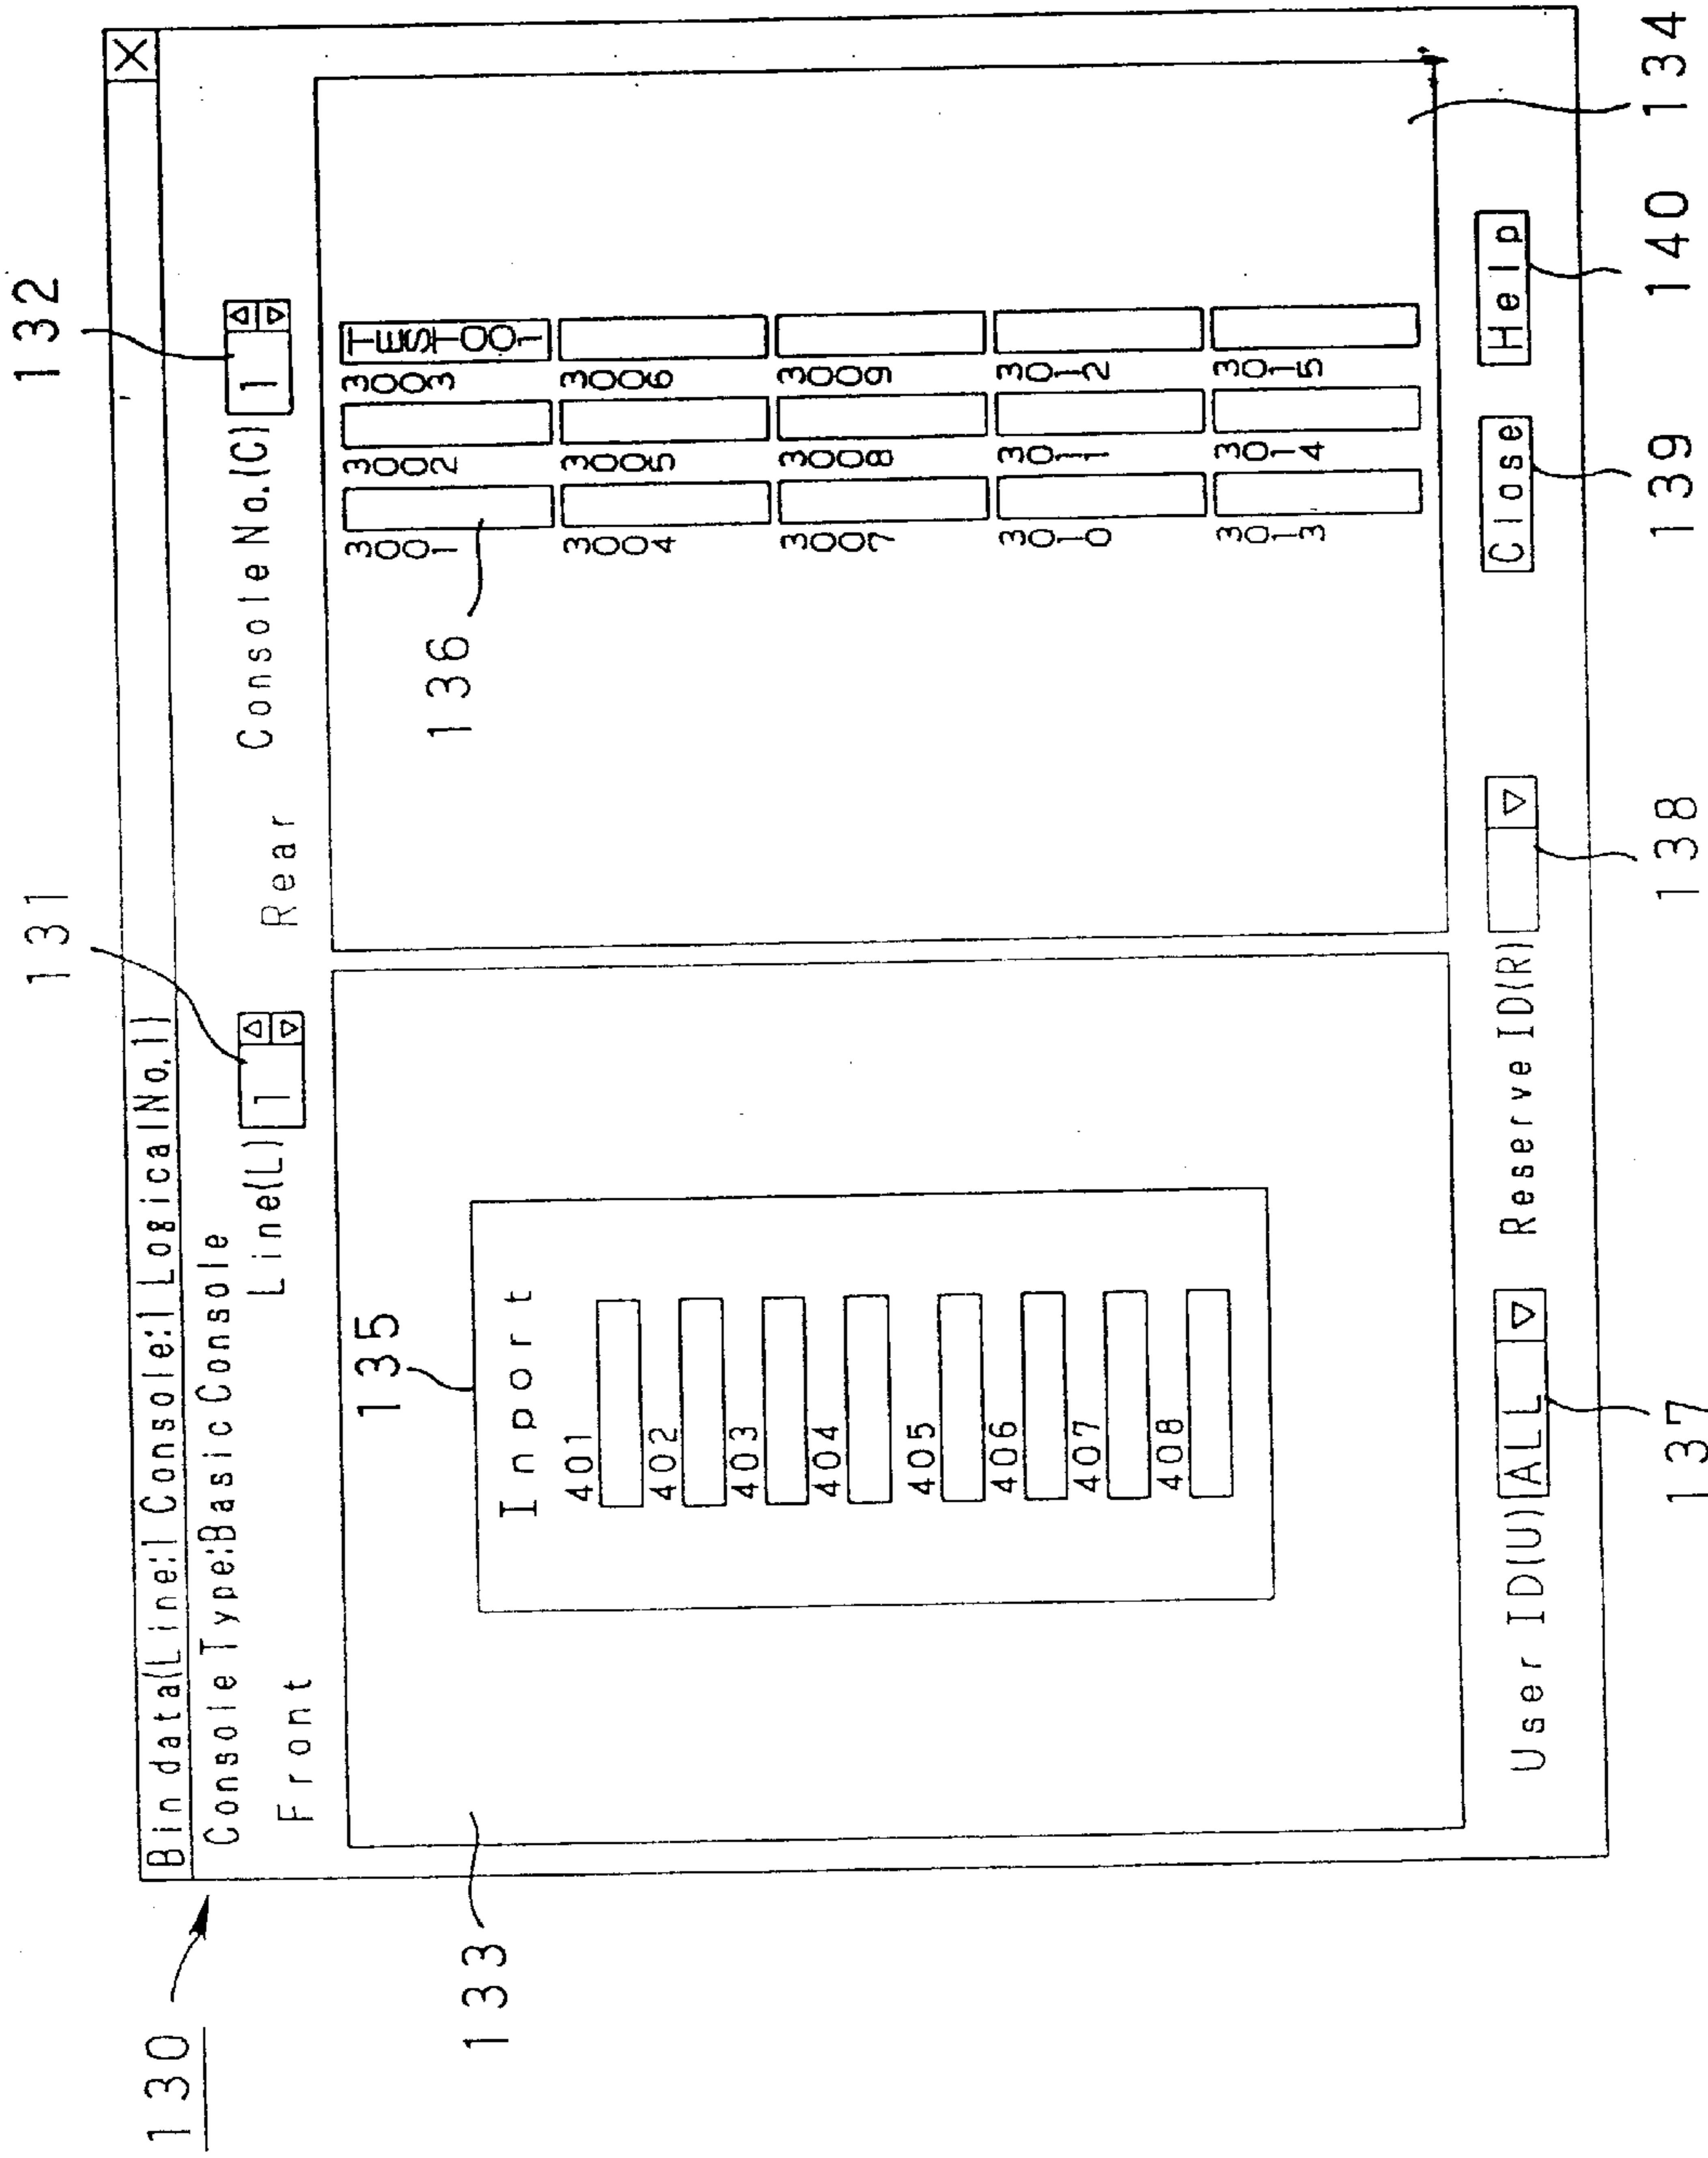 132
131
130
Bin data(Line:1 Console:1 LogicalNo.1) X
Console Type:Basic Console
Line(L) 1
Console No.(C) 1
Front
Rear
135
Inport
401
402
403
404
405
406
407
408
133
136
3001 3002 3003 TEST001
3004 3005 3006
3007 3008 3009
3010 3011 3012
3013 3014 3015
User ID(U) ALL Reserve ID(R) Close Help
137 138 139 140 134